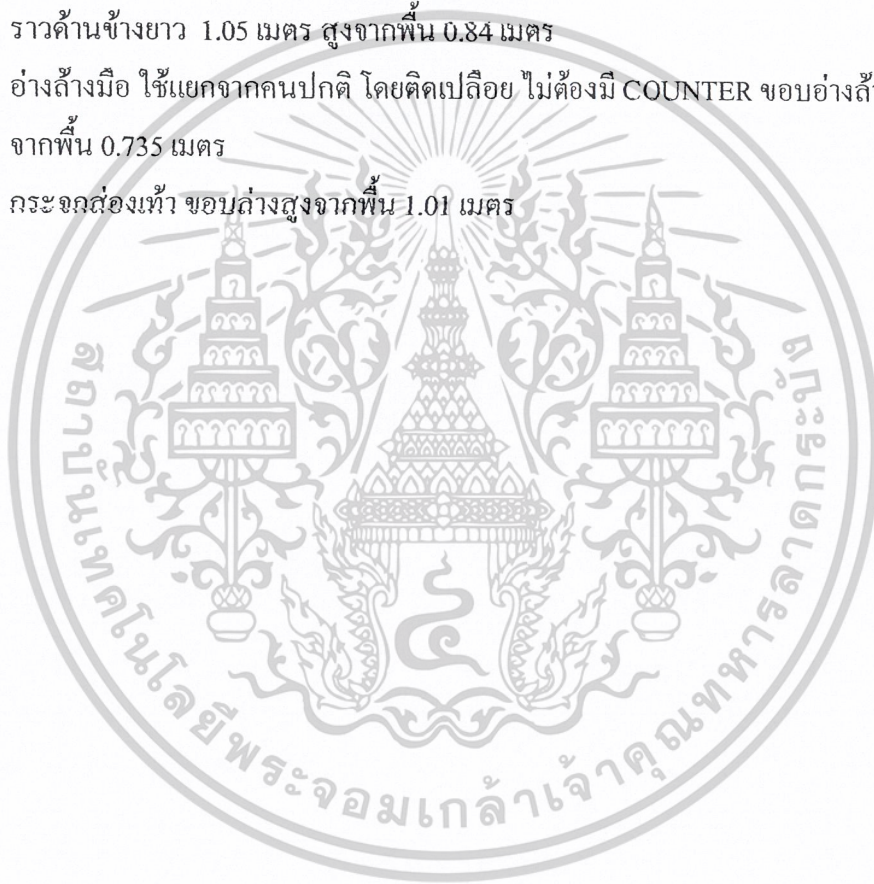 ราวด้านข้างยาว 1.05 เมตร สูงจากพื้น 0.84 เมตร
อ่างล้างมือ ใช้แยกจากคนปกติ โดยติดเปลือย ไม่ต้องมี COUNTER ขอบอ่างล้
จากพื้น 0.735 เมตร
กระจกส่องเท้า ขอบล่างสูงจากพื้น 1.01 เมตร
๔
สถาบันเทคโนโลยีพระจอมเกล้าเจ้าคุณทหารลาดกระบัง